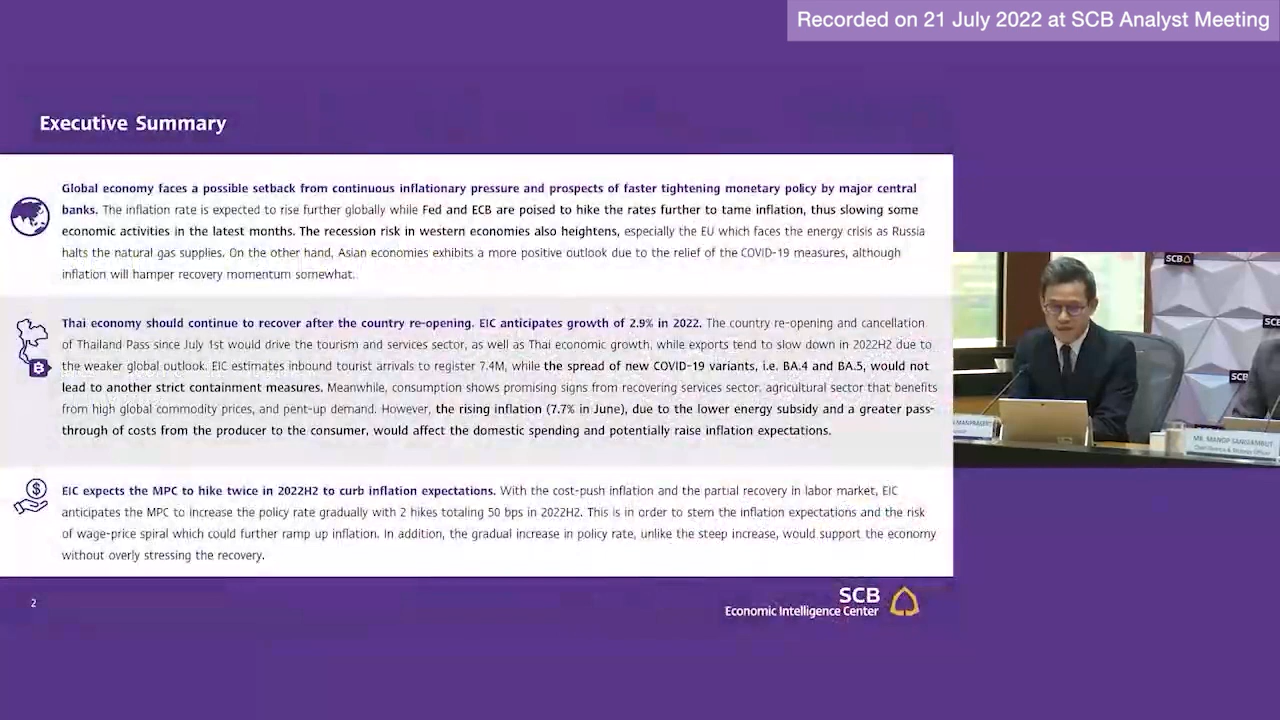 Recorded on 21 July 2022 at SCB Analyst Meeting
Executive Summary
Global economy faces a possible setback from continuous inflationary pressure and prospects of faster tightening monetary policy by major central
banks. The inflation rate is expected to rise further globally while Fed and ECB are poised to hike the rates further to tame inflation, thus slowing some
economic activities in the latest months. The recession risk in western economies also heightens, especially the EU which faces the energy crisis as Russia
halts the natural gas supplies. On the other hand, Asian economies exhibits a more positive outlook due to the relief of the COVID-19 measures, although
inflation will hamper recovery momentum somewhat.
Thai economy should continue to recover after the country re-opening. EIC anticipates growth of 2.9% in 2022. The country re-opening and cancellation
of Thailand Pass since July 1st would drive the tourism and services sector, as well as Thai economic growth, while exports tend to slow down in 2022H2 due to
the weaker global outlook. EIC estimates inbound tourist arrivals to register 7.4M, while the spread of new COVID-19 variants, i.e. BA.4 and BA.5, would not
lead to another strict containment measures. Meanwhile, consumption shows promising signs from recovering services sector, agricultural sector that benefits
from high global commodity prices, and pent-up demand. However, the rising inflation (7.7% in June), due to the lower energy subsidy and a greater pass-
through of costs from the producer to the consumer, would affect the domestic spending and potentially raise inflation expectations.
EIC expects the MPC to hike twice in 2022H2 to curb inflation expectations. With the cost-push inflation and the partial recovery in labor market, EIC
anticipates the MPC to increase the policy rate gradually with 2 hikes totaling 50 bps in 2022H2. This is in order to stem the inflation expectations and the risk
of wage-price spiral which could further ramp up inflation. In addition, the gradual increase in policy rate, unlike the steep increase, would support the economy
without overly stressing the recovery.
2
SCB
Economic Intelligence Center
SCB
SCB
SCB
MR. MANOP SANGIAMBUT